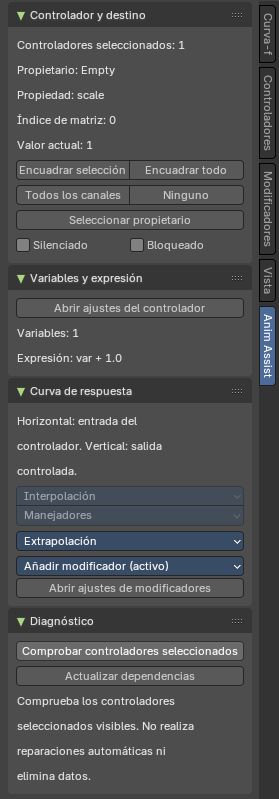 Controlador y destino
Controladores seleccionados: 1
Propietario: Empty
Propiedad: scale
Índice de matriz: 0
Valor actual: 1
Encuadrar selección
Encuadrar todo
Todos los canales
Ninguno
Seleccionar propietario
Silenciado
Bloqueado
Variables y expresión
Abrir ajustes del controlador
Variables: 1
Expresión: var + 1.0
Curva de respuesta
Horizontal: entrada del
controlador. Vertical: salida
controlada.
Interpolación
Manejadores
Extrapolación
Añadir modificador (activo)
Abrir ajustes de modificadores
Diagnóstico
Comprobar controladores seleccionados
Actualizar dependencias
Comprueba los controladores
seleccionados visibles. No realiza
reparaciones automáticas ni
elimina datos.
Curva-f
Controladores
Modificadores
Vista
Anim Assist